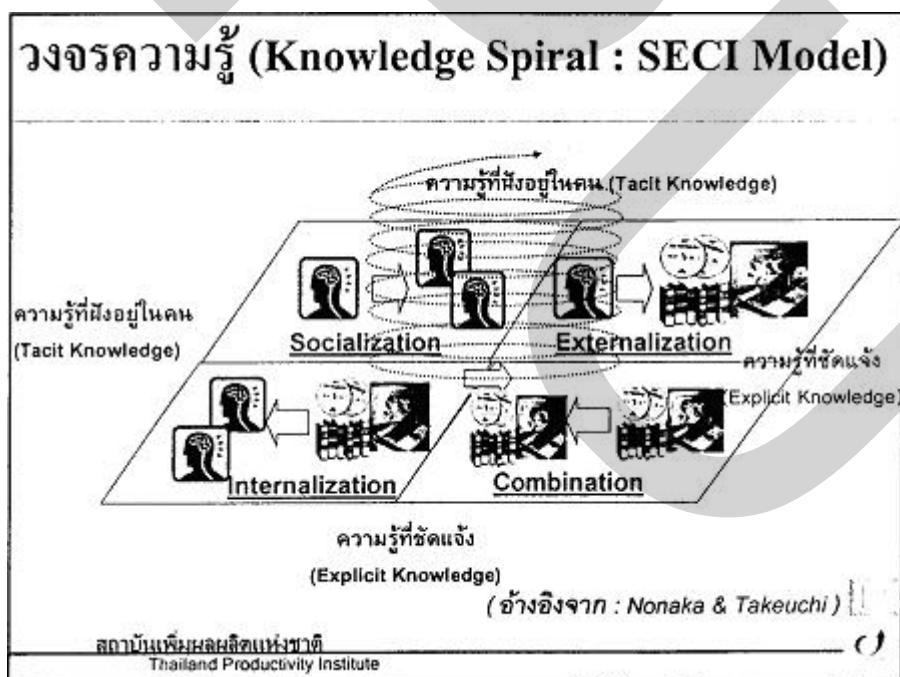 วงจรความรู้ (Knowledge Spiral : SECI Model)
ความรู้ที่ฝังอยู่ในคน (Tacit Knowledge)
ความรู้ที่ฝังอยู่ในคน
(Tacit Knowledge)
Socialization
Externalization
ความรู้ที่ชัดแจ้ง
(Explicit Knowledge)
Internalization
Combination
ความรู้ที่ชัดแจ้ง
(Explicit Knowledge)
(อ้างอิงจาก : Nonaka & Takeuchi)
สถาบันเพิ่มผลผลิตแห่งชาติ
Thailand Productivity Institute